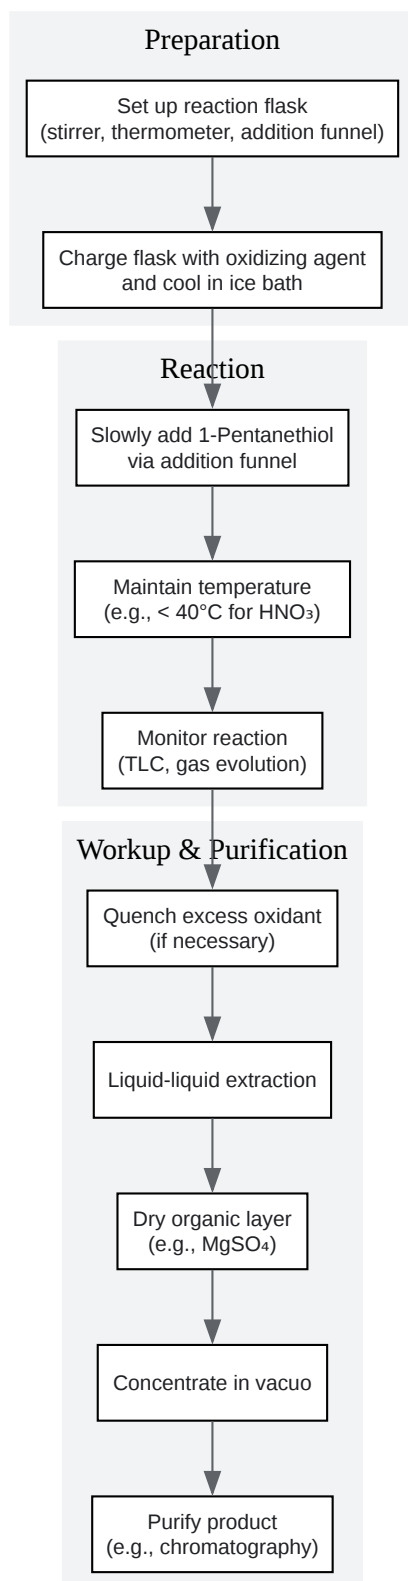 Preparation
Set up reaction flask
(stirrer, thermometer, addition funnel)
Charge flask with oxidizing agent
and cool in ice bath
Reaction
Slowly add 1-Pentanethiol
via addition funnel
Maintain temperature
(e.g., < 40°C for HNO₃)
Monitor reaction
(TLC, gas evolution)
Workup & Purification
Quench excess oxidant
(if necessary)
Liquid-liquid extraction
Dry organic layer
(e.g., MgSO₄)
Concentrate in vacuo
Purify product
(e.g., chromatography)